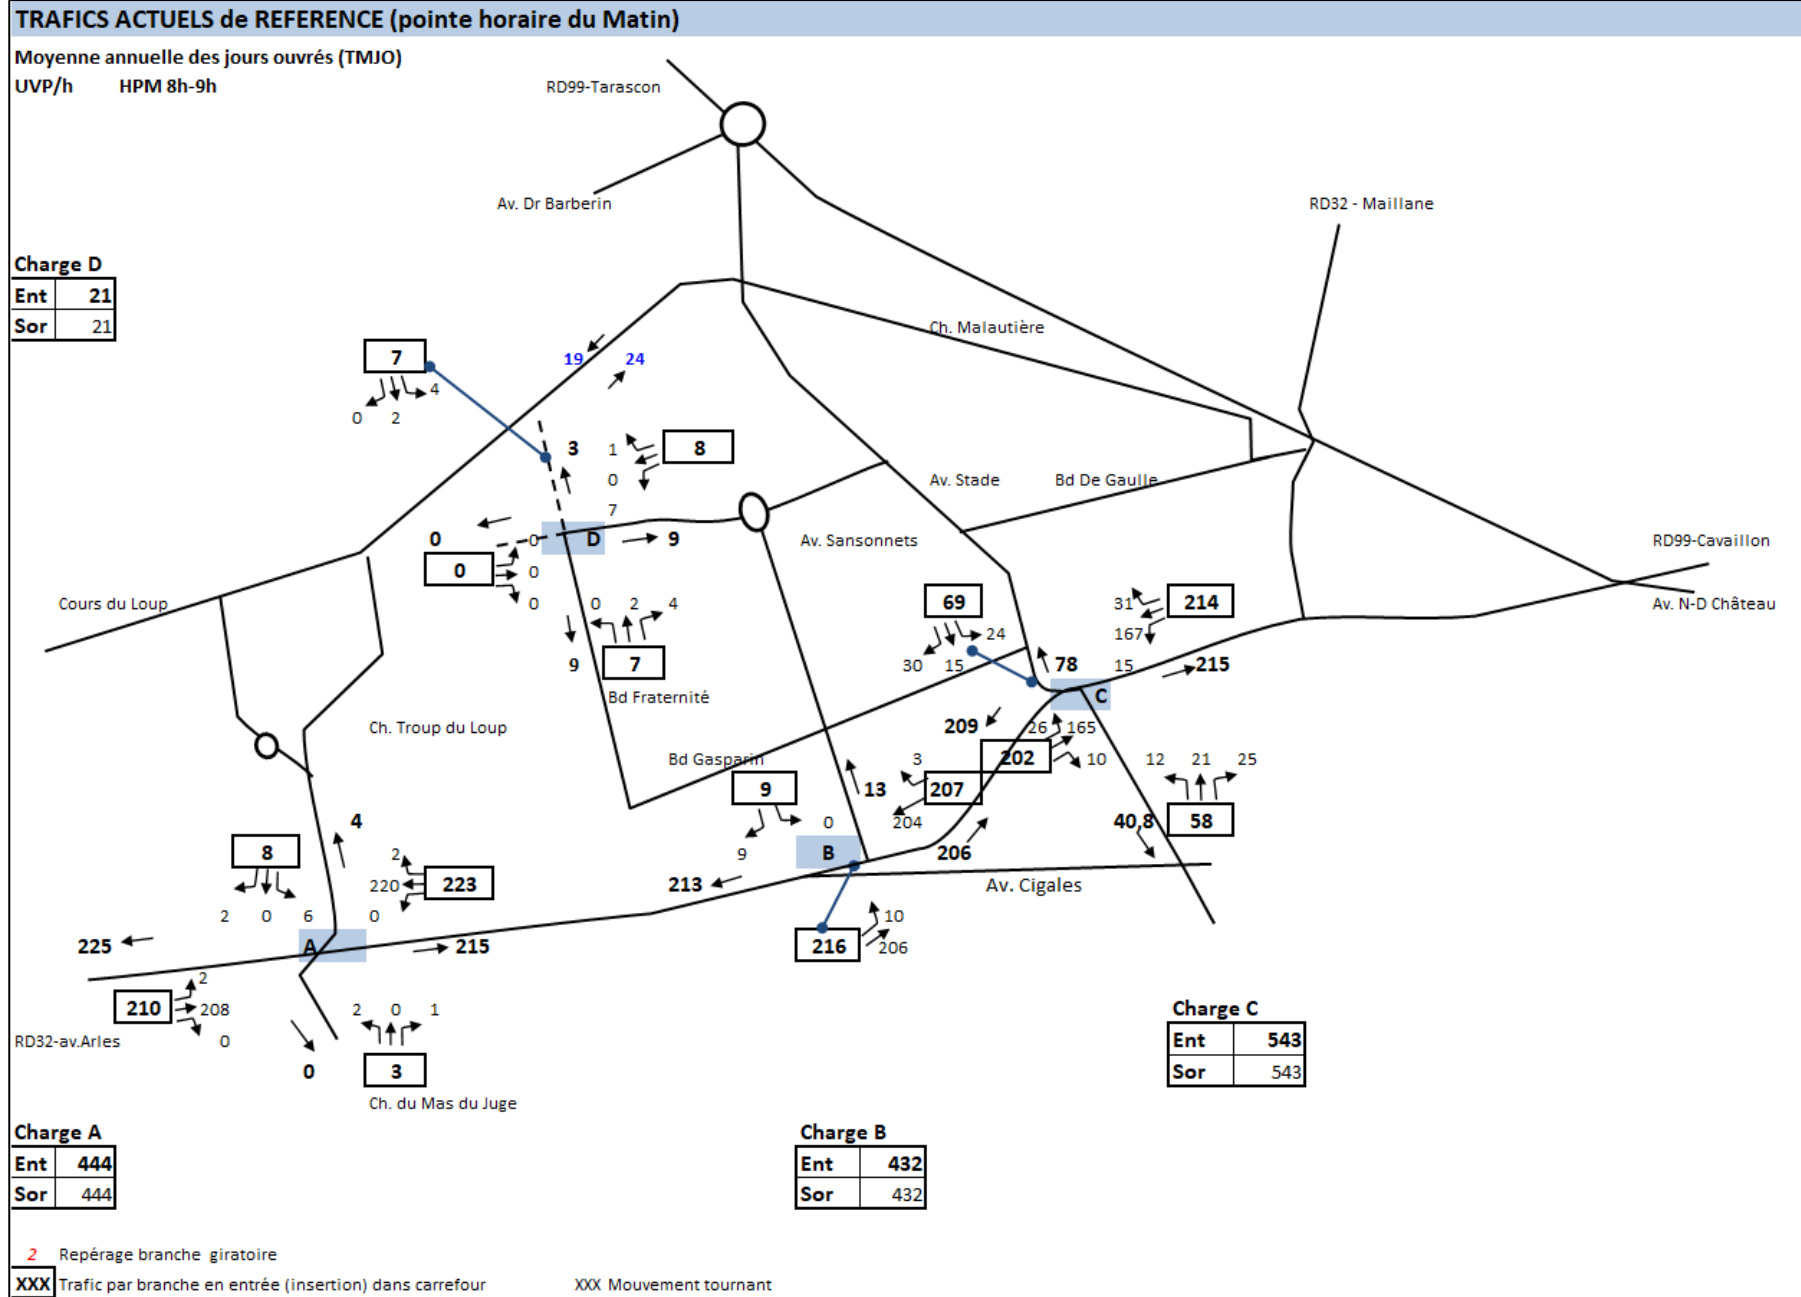 TRAFICS ACTUELS de REFERENCE (pointe horaire du Matin)
Moyenne annuelle des jours ouvrés (TMJO)
UVP/h HPM 8h-9h
RD99-Tarascon
Av. Dr Barberin
RD32 - Maillane
Charge D
Ent 21
Sor 21
Ch. Malautière
7
19 24
4
0 2
3 1 8
0
7
Av. Stade Bd De Gaulle
0 0 D 9
Av. Sansonnets
RD99-Cavaillon
0 0
0 0 2 4
Cours du Loup
69
24
30 15
31 214
167
15 215
Av. N-D Château
9 7
Bd Fraternité
78
C
Ch. Troup du Loup
209 26 165
202 10
12 21 25
Bd Gasparin
3
9 13 207
0 204
40,8 58
4
9
B
206
8
2
220 223
0
213
Av. Cigales
2 0 6
10
225 A 215
216 206
2
210 208
0
2 0 1
RD32-av.Arles
0 3
Ch. du Mas du Juge
Charge C
Ent 543
Sor 543
Charge A
Ent 444
Sor 444
Charge B
Ent 432
Sor 432
2 Repérage branche giratoire
XXX Trafic par branche en entrée (insertion) dans carrefour XXX Mouvement tournant